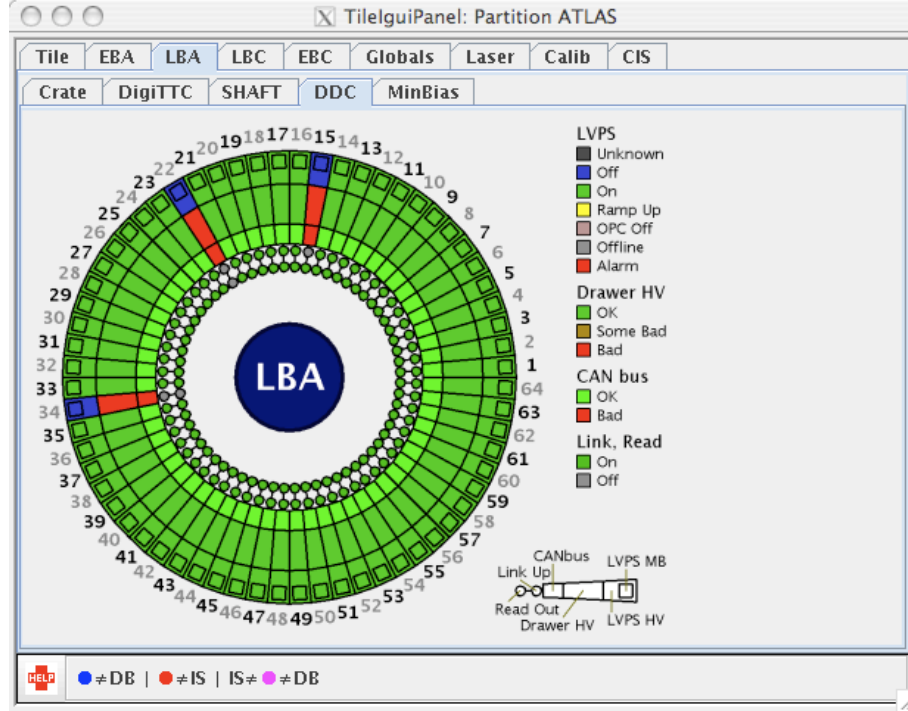 TileIguiPanel: Partition ATLAS
Tile EBA LBA LBC EBC Globals Laser Calib CIS
Crate DigiTTC SHAFT DDC MinBias
1
2
3
4
5
6
7
8
9
10
11
12
13
14
15
16
17
18
19
20
21
22
23
24
25
26
27
28
29
30
31
32
33
34
35
36
37
38
39
40
41
42
43
44
45
46
47
48
49
50
51
52
53
54
55
56
57
58
59
60
61
62
63
64
LBA
LVPS
Unknown
Off
On
Ramp Up
OPC Off
Offline
Alarm
Drawer HV
OK
Some Bad
Bad
CAN bus
OK
Bad
Link, Read
On
Off
CANbus
LVPS MB
Link Up
Read Out
Drawer HV
LVPS HV
HELP
≠DB | ≠IS | IS≠ ≠DB